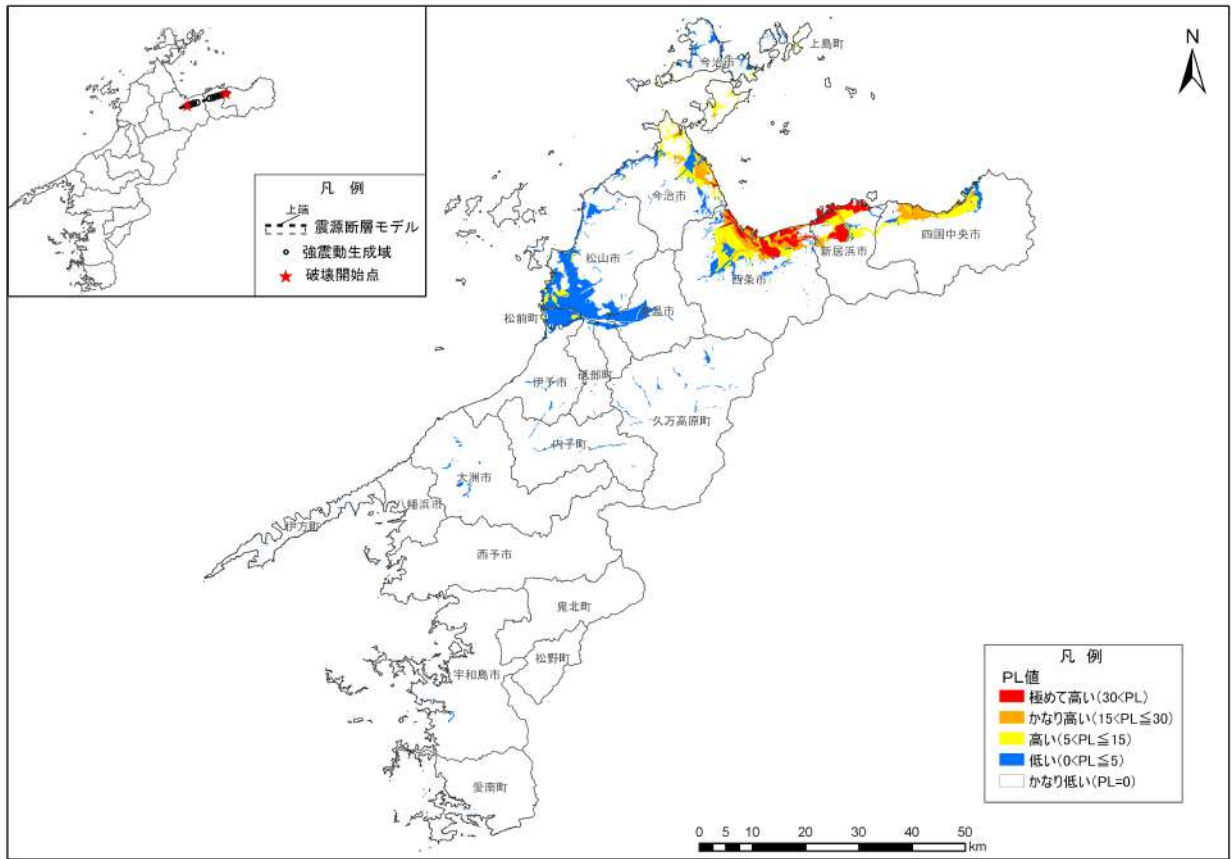 凡 例
上端
震源断層モデル
強震動生成域
破壊開始点
上島町
今治市
N
今治市
四国中央市
新居浜市
西条市
松山市
東温市
松前町
伊予市
砥部町
久万高原町
内子町
大洲市
八幡浜市
伊方町
西予市
鬼北町
松野町
宇和島市
愛南町
凡 例
PL値
極めて高い(30<PL)
かなり高い(15<PL≦30)
高い(5<PL≦15)
低い(0<PL≦5)
かなり低い(PL=0)
0 5 10 20 30 40 50
km